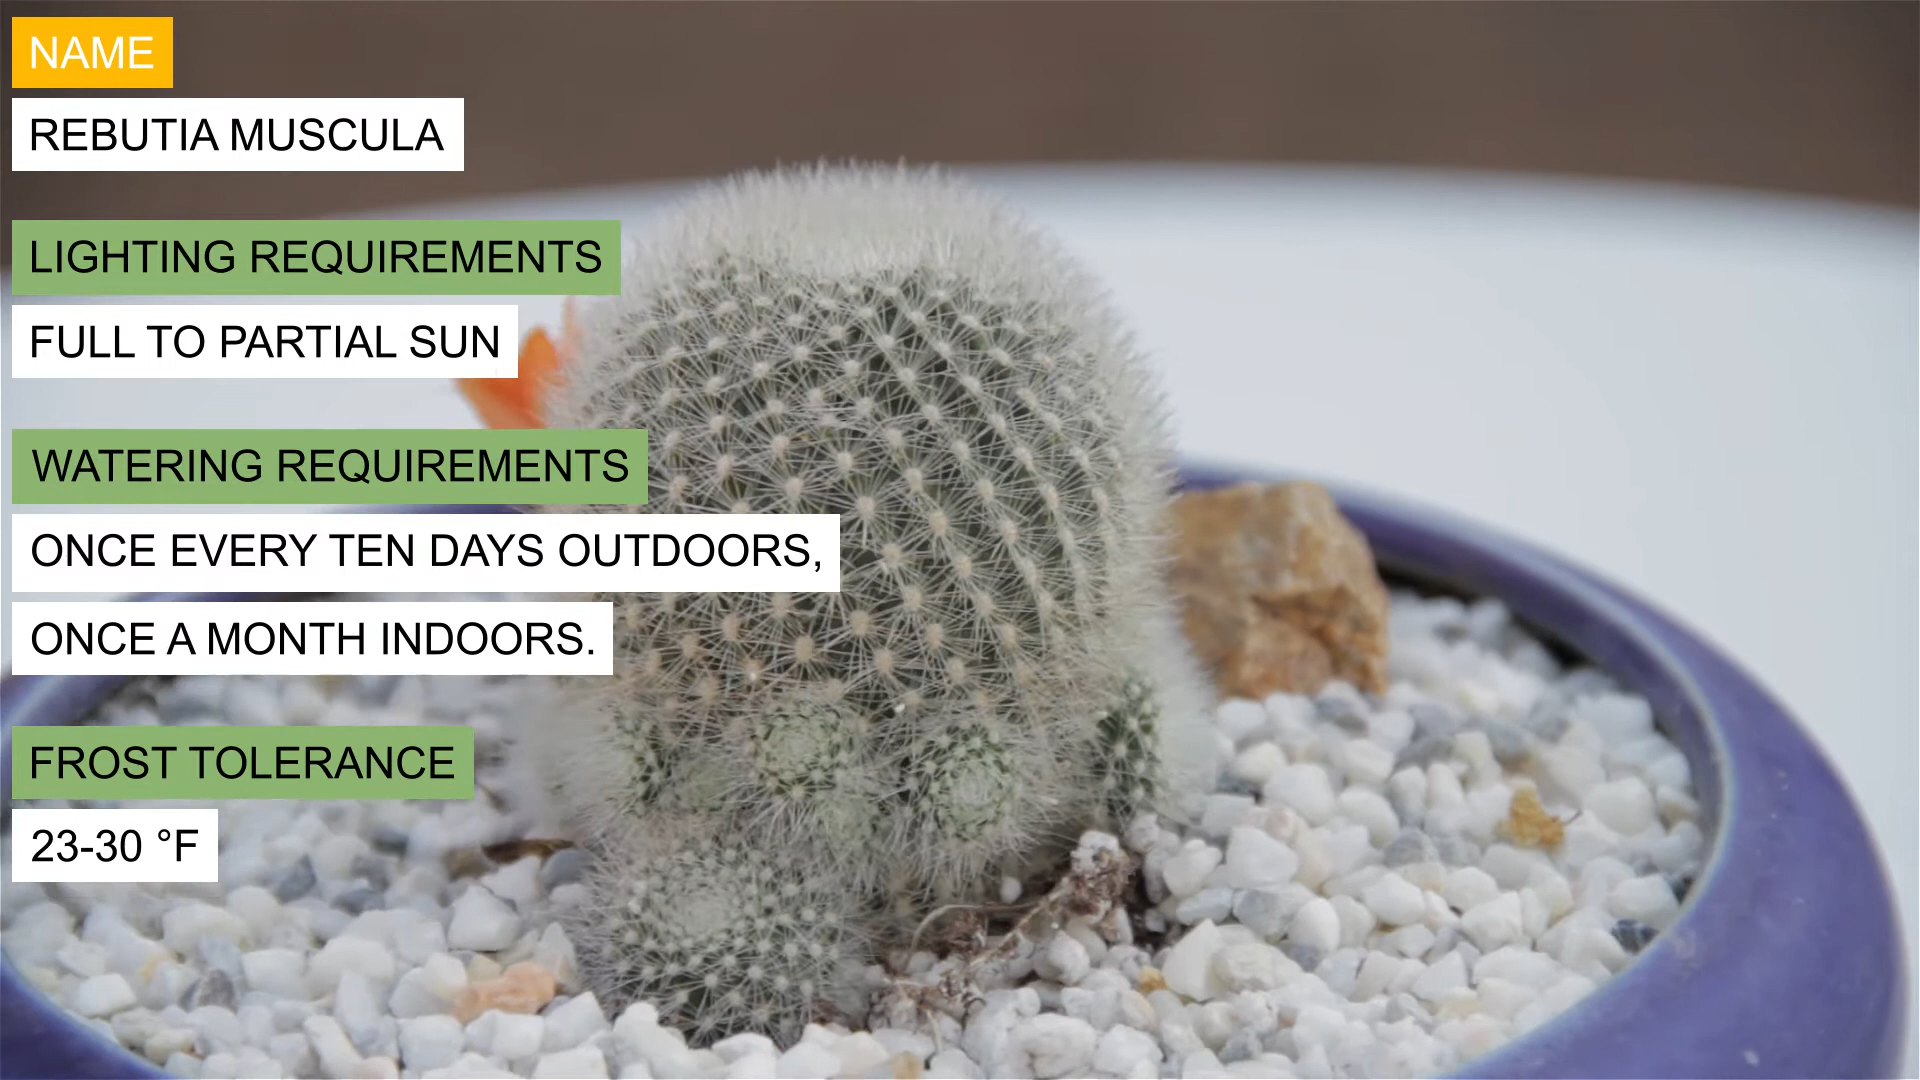 NAME
REBUTIA MUSCULA
LIGHTING REQUIREMENTS
FULL TO PARTIAL SUN
WATERING REQUIREMENTS
ONCE EVERY TEN DAYS OUTDOORS,
ONCE A MONTH INDOORS.
FROST TOLERANCE
23-30 °F